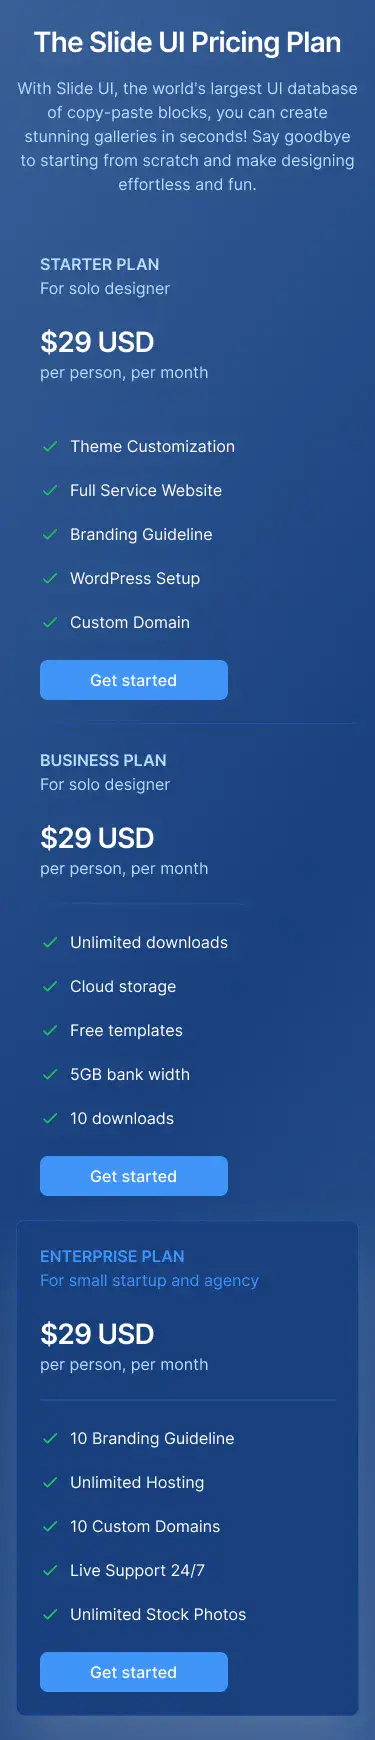 The Slide UI Pricing Plan
With Slide UI, the world's largest UI database
of copy-paste blocks, you can create
stunning galleries in seconds! Say goodbye
to starting from scratch and make designing
effortless and fun.
STARTER PLAN
For solo designer
$29 USD
per person, per month
Theme Customization
Full Service Website
Branding Guideline
WordPress Setup
Custom Domain
Get started
BUSINESS PLAN
For solo designer
$29 USD
per person, per month
Unlimited downloads
Cloud storage
Free templates
5GB bank width
10 downloads
Get started
ENTERPRISE PLAN
For small startup and agency
$29 USD
per person, per month
10 Branding Guideline
Unlimited Hosting
10 Custom Domains
Live Support 24/7
Unlimited Stock Photos
Get started